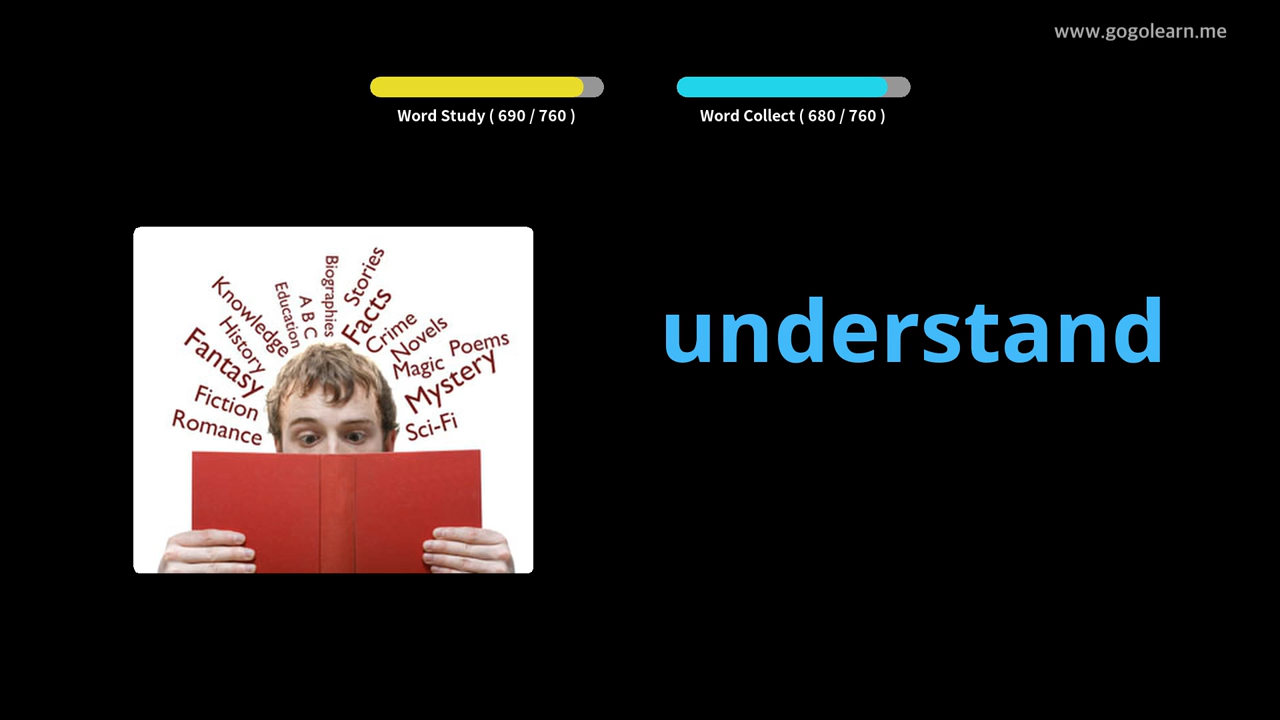 www.gogolearn.me
Word Study ( 690 / 760 )
Word Collect ( 680 / 760 )
understand
Romance
Fiction
Fantasy
History
Knowledge
Education
A B C
Biographies
Stories
Facts
Crime
Novels
Magic
Poems
Mystery
Sci-Fi